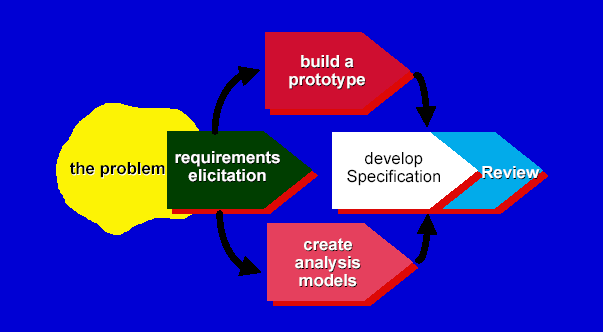 build a
prototype
the problem
requirements
elicitation
develop
Specification
Review
create
analysis
models